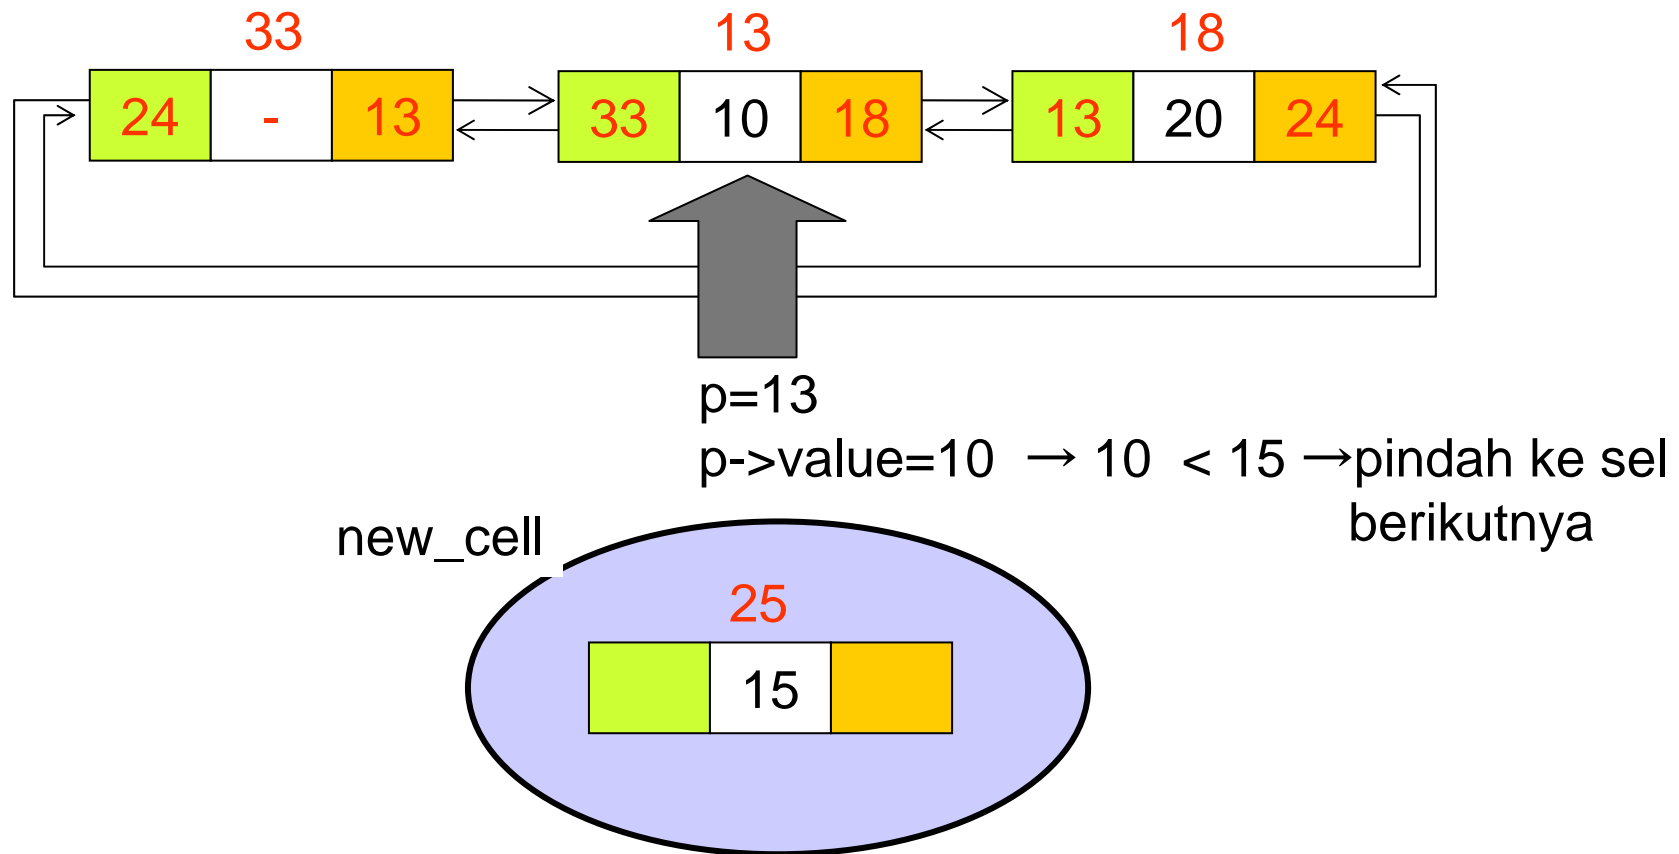 33 13 18
24 - 13 33 10 18 13 20 24
p=13
p->value=10 → 10 < 15 →pindah ke sel
berikutnya
new_cell
25
15